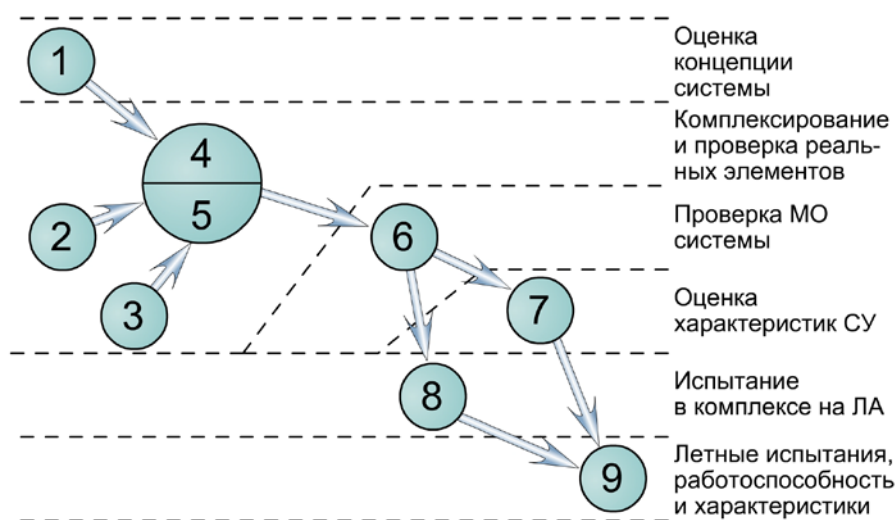 1
Оценка
концепции
системы
4
5
Комплексирование
и проверка реаль-
ных элементов
2
6
Проверка МО
системы
3
7
Оценка
характеристик СУ
8
Испытание
в комплексе на ЛА
9
Летные испытания,
работоспособность
и характеристики